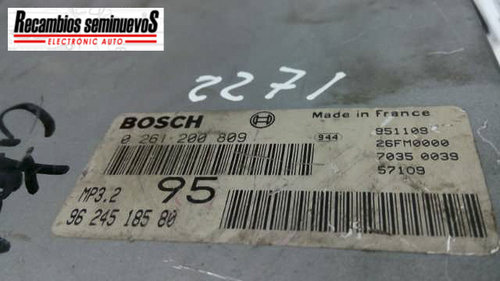 Recambios seminuevos
ELECTRONIC AUTO
2271
BOSCH
Made in France
0 261 200 809
944
951109
26FM0000
7035 0039
57109
MP3.2
95
96 245 185 80